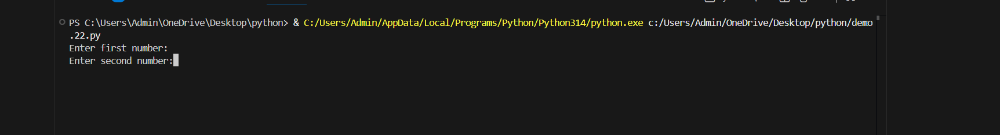 PS C:\Users\Admin\OneDrive\Desktop\python> & C:/Users/Admin/AppData/Local/Programs/Python/Python314/python.exe c:/Users/Admin/OneDrive/Desktop/python/demo
.22.py
Enter first number:
Enter second number: